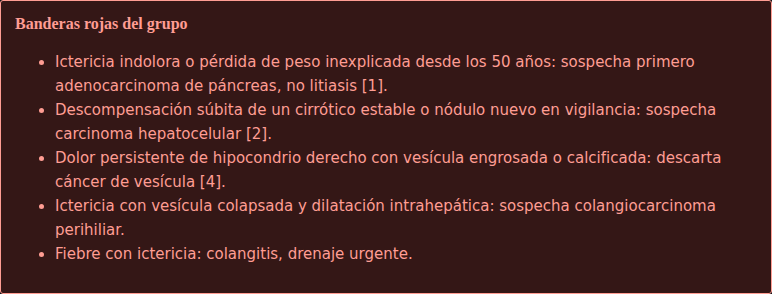 Banderas rojas del grupo
• Ictericia indolora o pérdida de peso inexplicada desde los 50 años: sospecha primero
adenocarcinoma de páncreas, no litiasis [1].
• Descompensación súbita de un cirrótico estable o nódulo nuevo en vigilancia: sospecha
carcinoma hepatocelular [2].
• Dolor persistente de hipocondrio derecho con vesícula engrosada o calcificada: descarta
cáncer de vesícula [4].
• Ictericia con vesícula colapsada y dilatación intrahepática: sospecha colangiocarcinoma
perihiliar.
• Fiebre con ictericia: colangitis, drenaje urgente.